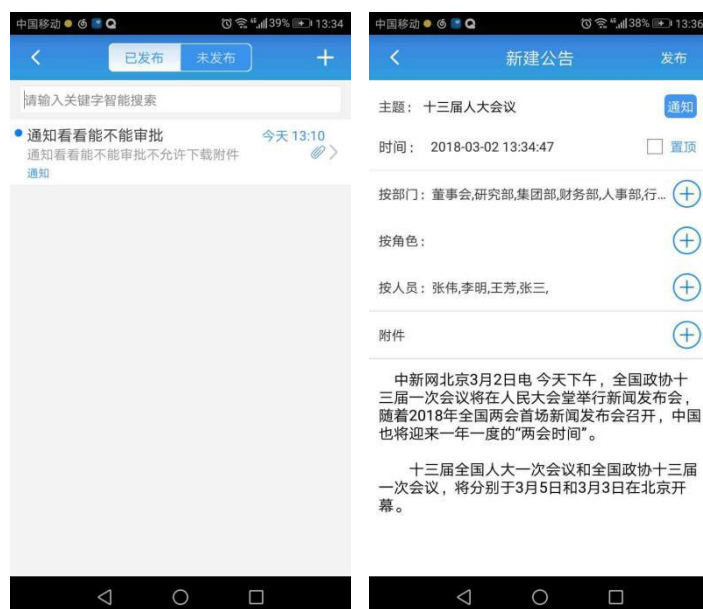 中国移动 39% 13:34
已发布 未发布
请输入关键字智能搜索
通知看看能不能审批 今天 13:10
通知看看能不能审批不允许下载附件
通知
中国移动 38% 13:36
新建公告 发布
主题： 十三届人大会议 通知
时间： 2018-03-02 13:34:47 置顶
按部门：董事会,研究部,集团部,财务部,人事部,行...
按角色：
按人员：张伟,李明,王芳,张三,
附件
中新网北京3月2日电 今天下午，全国政协十
三届一次会议将在人民大会堂举行新闻发布会，
随着2018年全国两会首场新闻发布会召开，中国
也将迎来一年一度的“两会时间”。
十三届全国人大一次会议和全国政协十三届
一次会议，将分别于3月5日和3月3日在北京开
幕。